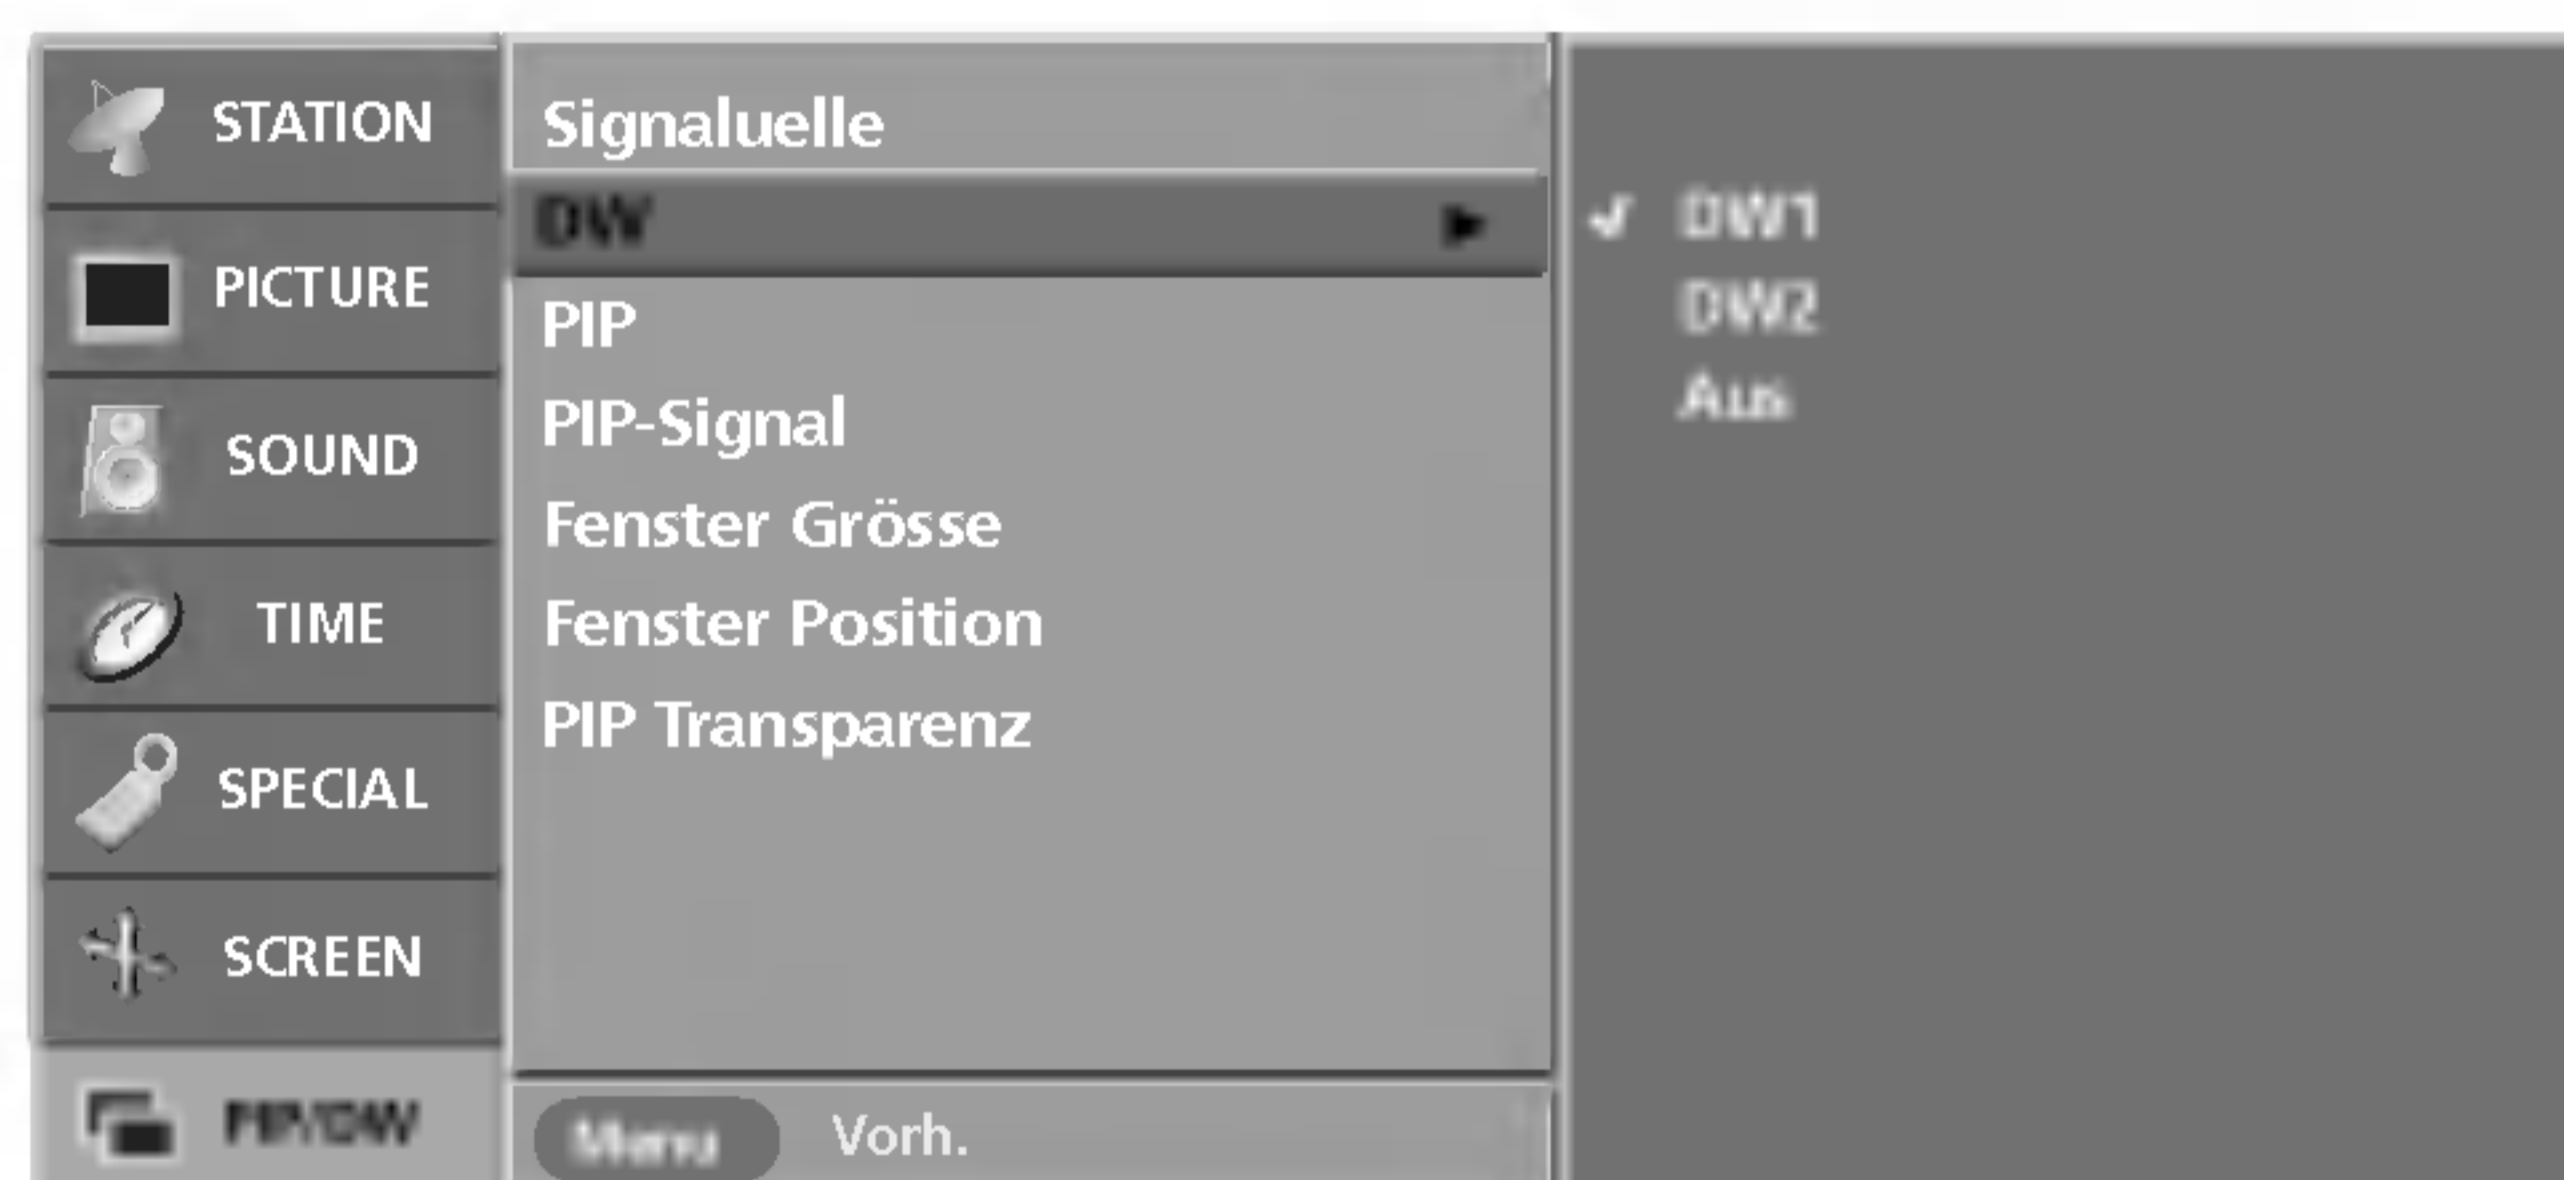 STATION
PICTURE
SOUND
TIME
SPECIAL
SCREEN
PIP/DW
Signaluelle
DW
PIP
PIP-Signal
Fenster Grösse
Fenster Position
PIP Transparenz
Menu Vorh.
DW1
DW2
Aus